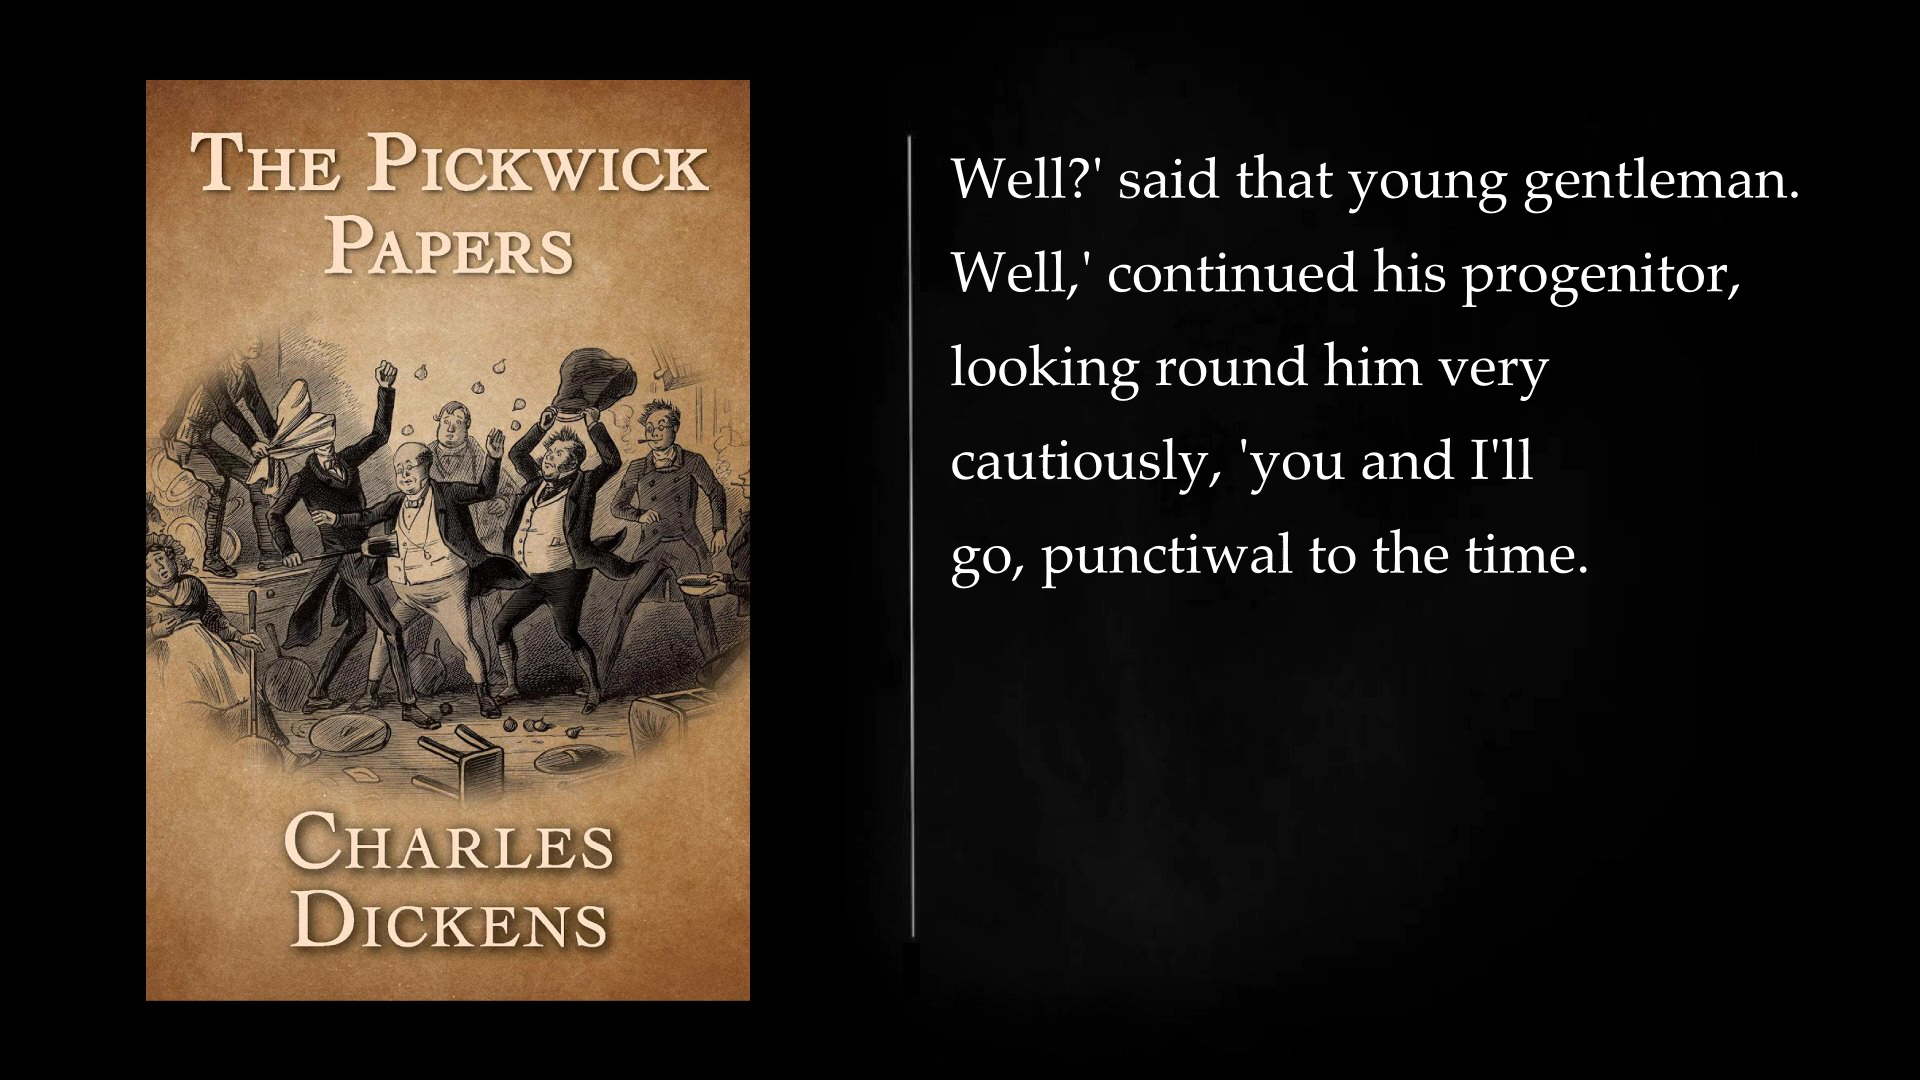 THE PICKWICK
PAPERS
CHARLES
DICKENS
Well?' said that young gentleman.
Well,' continued his progenitor,
looking round him very
cautiously, 'you and I'll
go, punctiwal to the time.